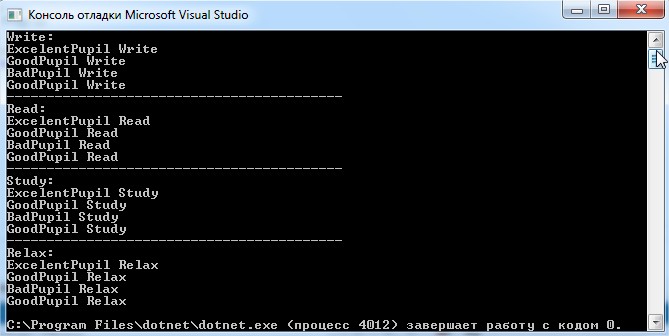 Консоль отладки Microsoft Visual Studio
Write:
ExcelentPupil Write
GoodPupil Write
BadPupil Write
GoodPupil Write
------------------------------------------
Read:
ExcelentPupil Read
GoodPupil Read
BadPupil Read
GoodPupil Read
------------------------------------------
Study:
ExcelentPupil Study
GoodPupil Study
BadPupil Study
GoodPupil Study
------------------------------------------
Relax:
ExcelentPupil Relax
GoodPupil Relax
BadPupil Relax
GoodPupil Relax
C:\Program Files\dotnet\dotnet.exe (процесс 4012) завершает работу с кодом 0.